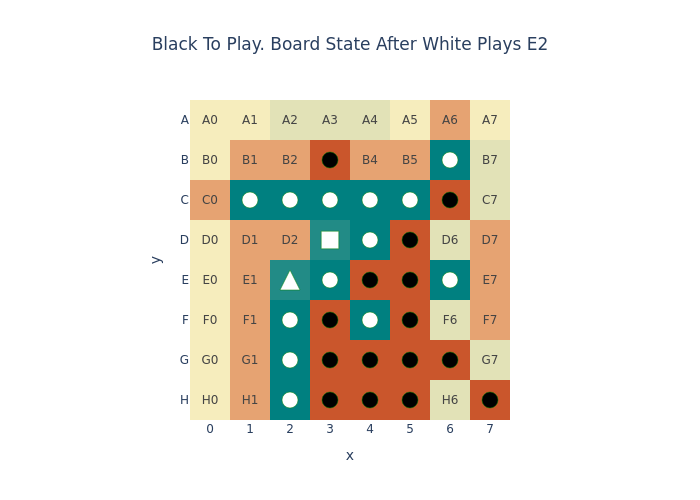 Black To Play. Board State After White Plays E2
A A0 A1 A2 A3 A4 A5 A6 A7
B B0 B1 B2 B4 B5 B7
C C0 C7
D D0 D1 D2 D6 D7
E E0 E1 E7
F F0 F1 F6 F7
G G0 G1 G7
H H0 H1 H6
0 1 2 3 4 5 6 7
x
y